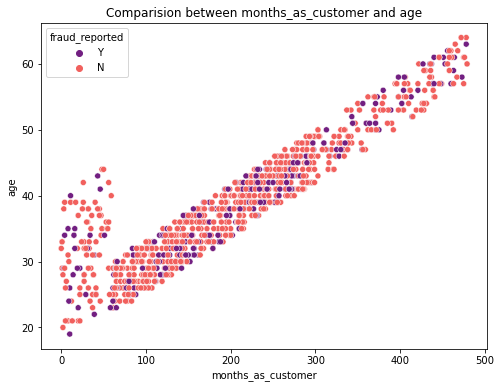 Comparision between months_as_customer and age
fraud_reported
Y
N
60
50
40
30
20
age
0
100
200
300
400
500
months_as_customer